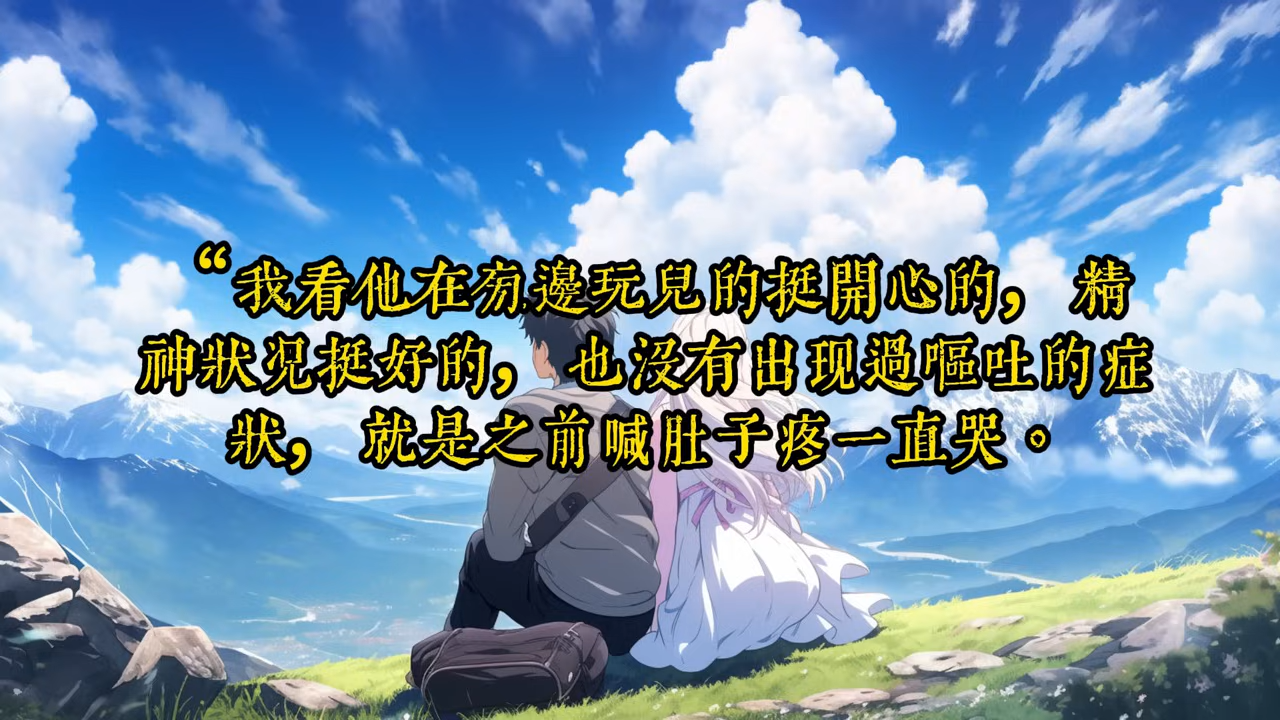 “我看他在旁邊玩兒的挺開心的，精
神狀況挺好的，也沒有出现過嘔吐的症
狀，就是之前喊肚子疼一直哭。